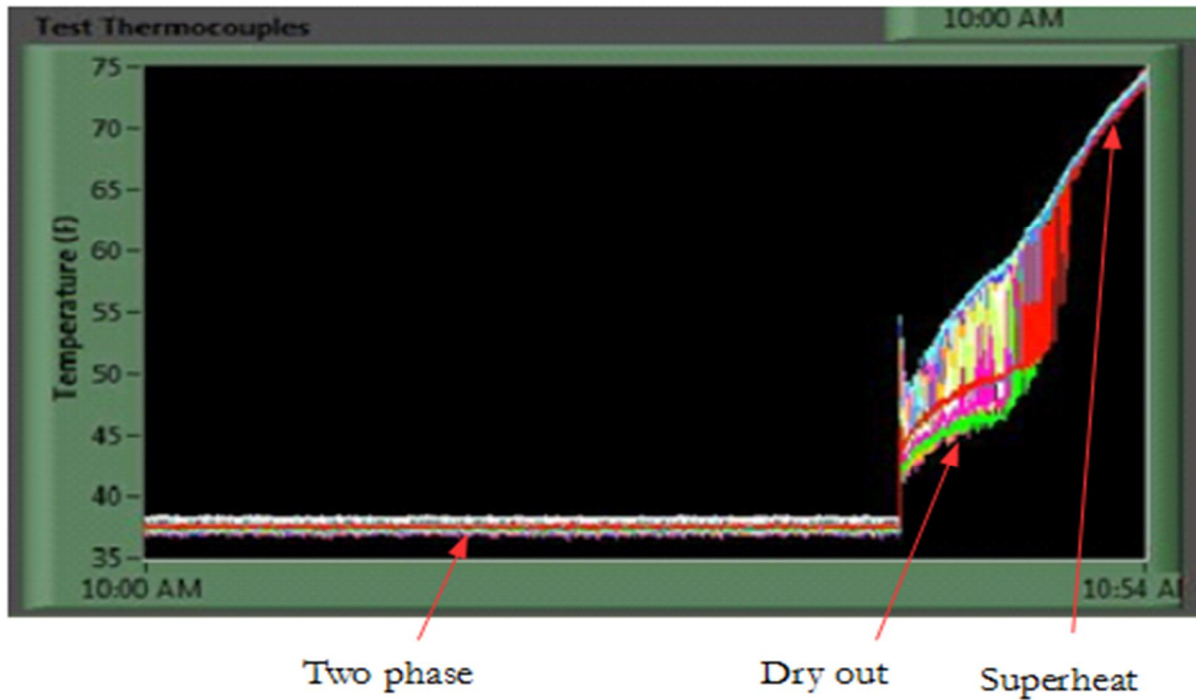 10:00 AM
Test Thermocouples
75
70
65
60
55
50
45
40
35
Temperature (F)
10:00 AM
10:54 A
Two phase
Dry out
Superheat